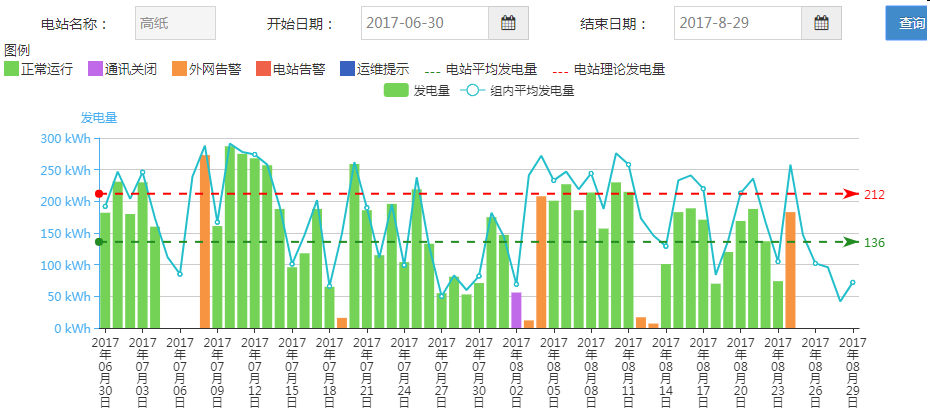 电站名称： 高纸 开始日期： 2017-06-30 结束日期： 2017-8-29 查询
图例
正常运行 通讯关闭 外网告警 电站告警 运维提示 电站平均发电量 电站理论发电量
发电量 组内平均发电量
发电量
300 kWh
250 kWh
212
200 kWh
150 kWh
136
100 kWh
50 kWh
0 kWh
2017年06月30日
2017年07月03日
2017年07月06日
2017年07月09日
2017年07月12日
2017年07月15日
2017年07月18日
2017年07月21日
2017年07月24日
2017年07月27日
2017年07月30日
2017年08月02日
2017年08月05日
2017年08月08日
2017年08月11日
2017年08月14日
2017年08月17日
2017年08月20日
2017年08月23日
2017年08月26日
2017年08月29日